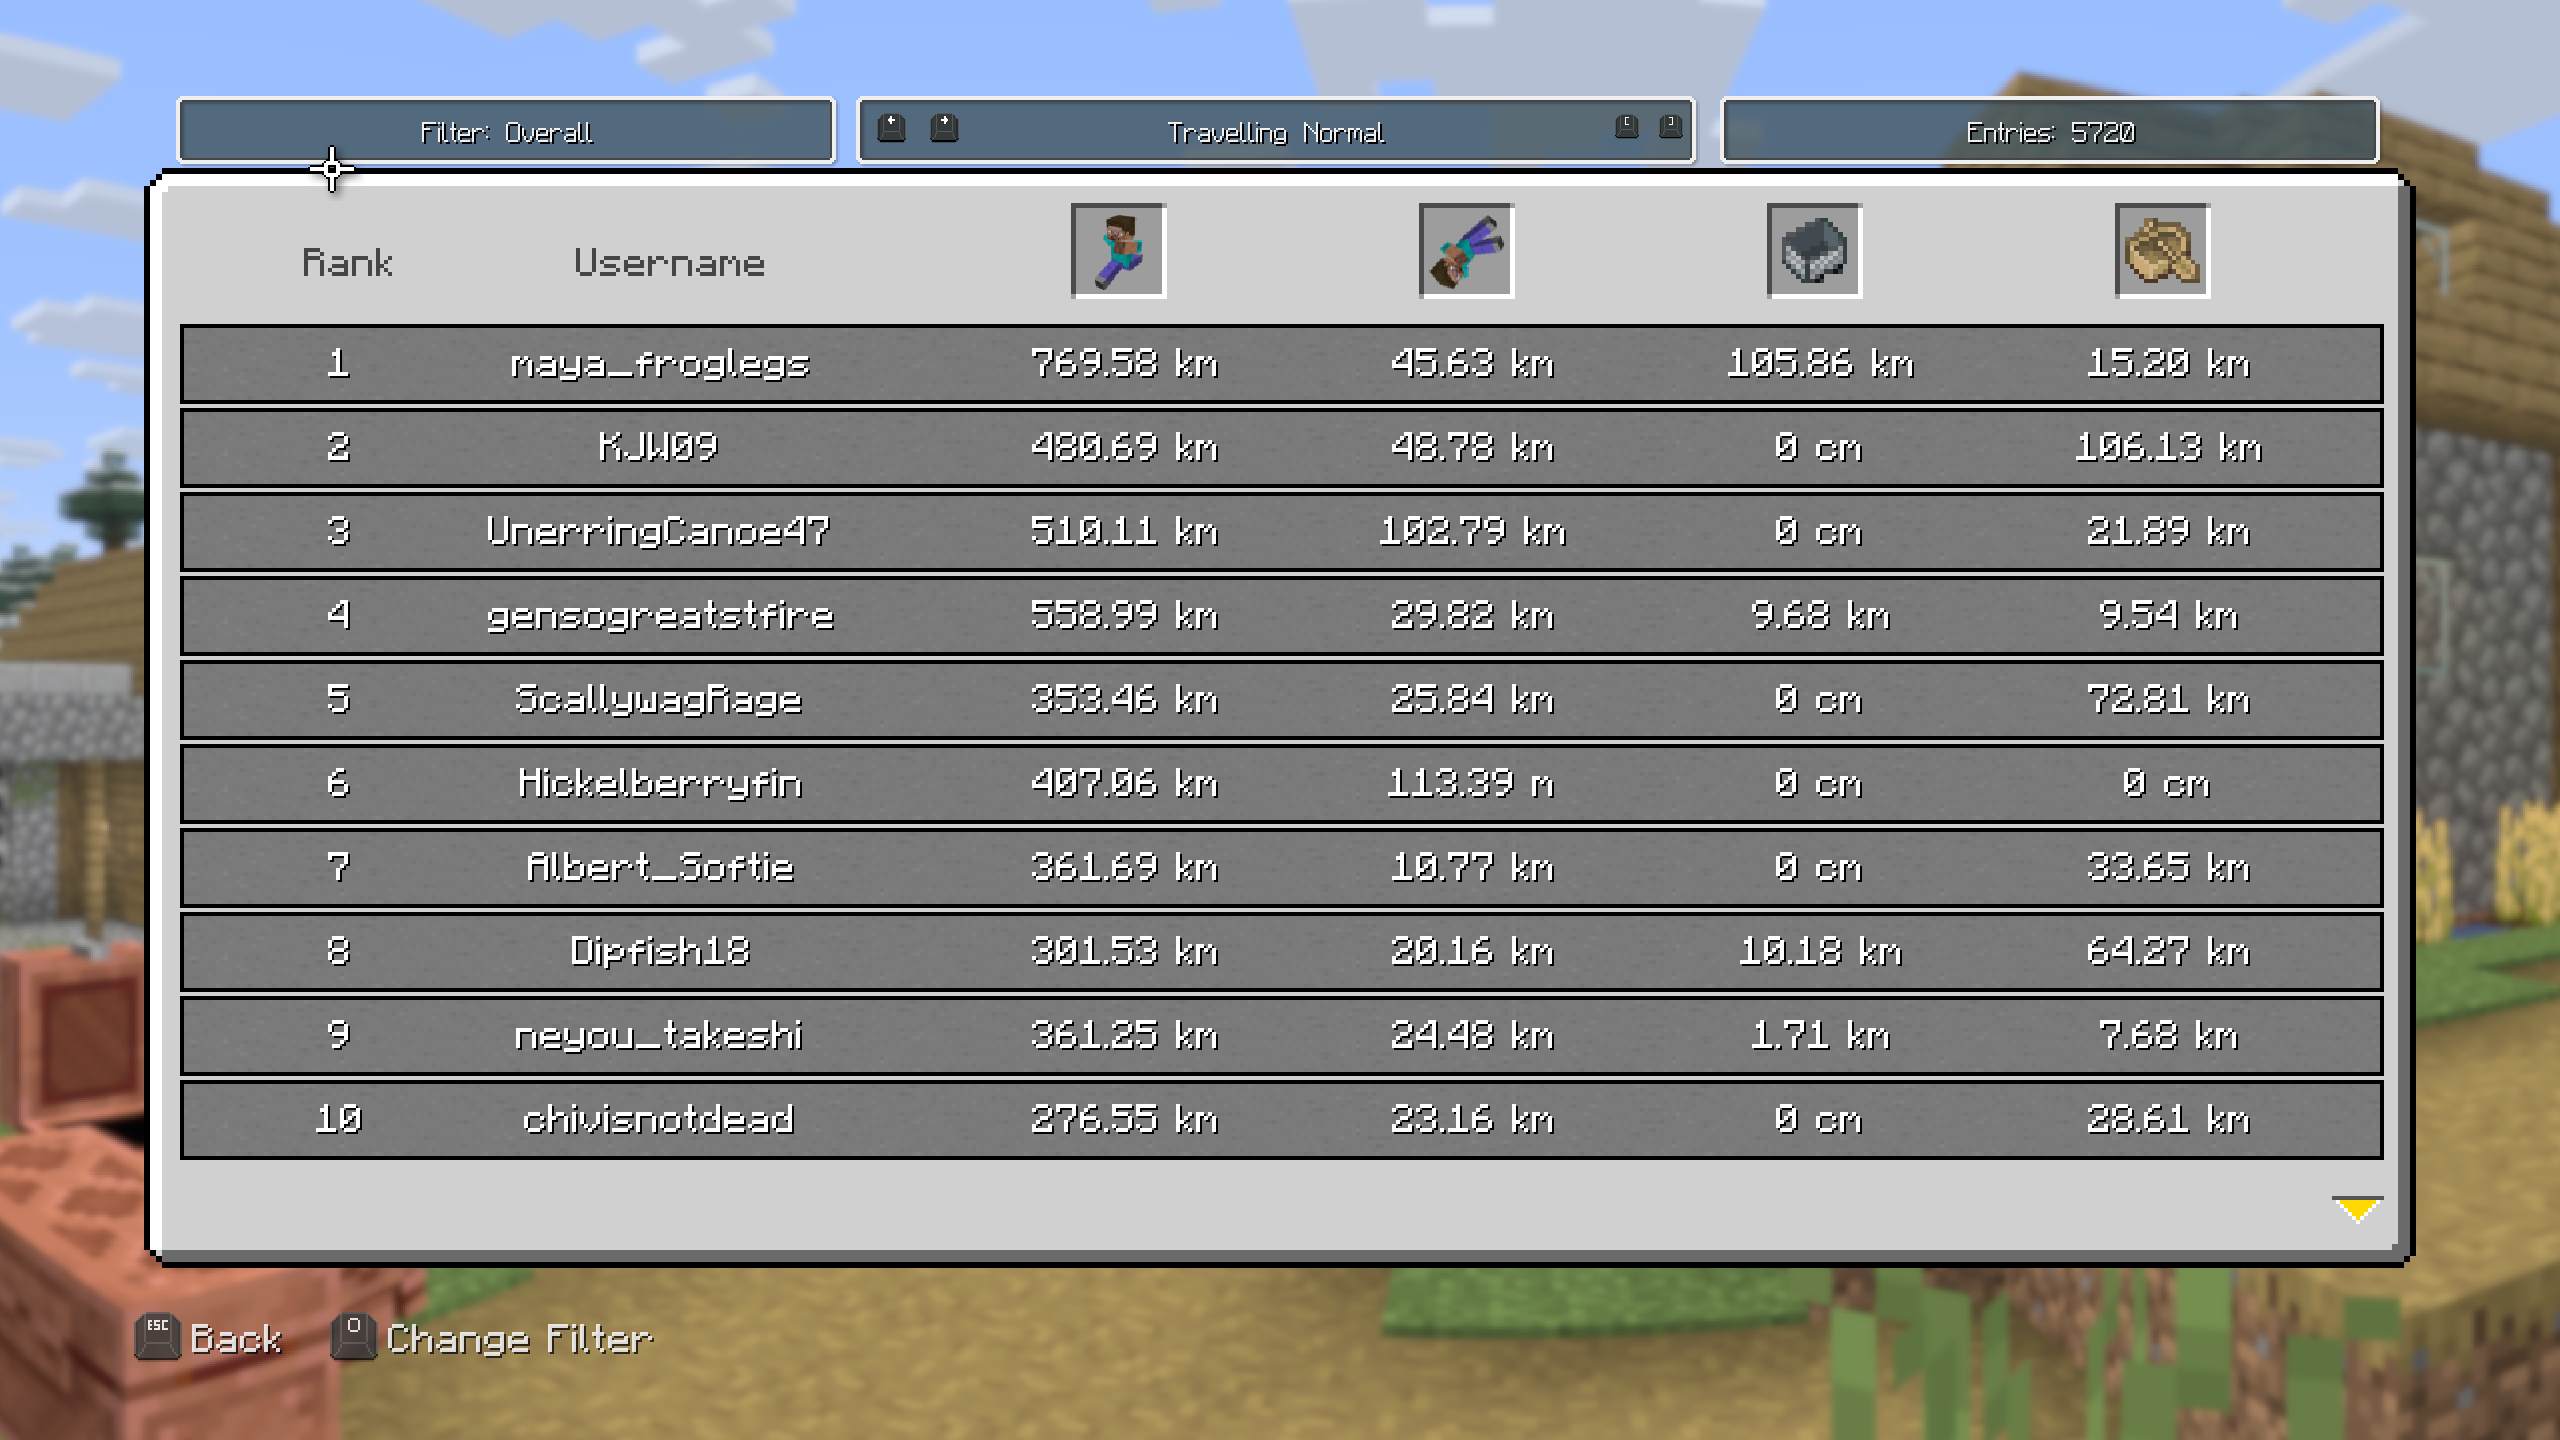 Filter: Overall
Travelling Normal
Entries: 5720
Rank Username
1 maya_froglegs 769.58 km 45.63 km 105.86 km 15.20 km
2 KJW09 480.69 km 48.78 km 0 cm 106.13 km
3 UnerringCanoe47 510.11 km 102.79 km 0 cm 21.89 km
4 gensogreatstfire 558.99 km 29.82 km 9.68 km 9.54 km
5 ScallywagRage 353.46 km 25.84 km 0 cm 72.81 km
6 Hickelberryfin 407.06 km 113.39 m 0 cm 0 cm
7 Albert_Softie 361.69 km 10.77 km 0 cm 33.65 km
8 Dipfish18 301.53 km 20.16 km 10.18 km 64.27 km
9 neyou_takeshi 361.25 km 24.48 km 1.71 km 7.68 km
10 chivisnotdead 276.55 km 23.16 km 0 cm 28.61 km
ESC Back O Change Filter